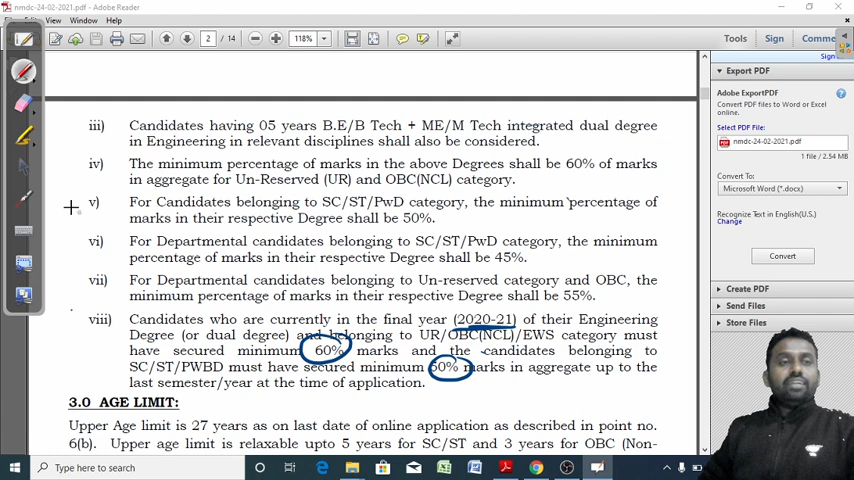 nmdc-24-02-2021.pdf - Adobe Reader
File Edit View Window Help
2 / 14 118% Tools Sign Comment
Sign
iii) Candidates having 05 years B.E/B Tech + ME/M Tech integrated dual degree
in Engineering in relevant disciplines shall also be considered.
iv) The minimum percentage of marks in the above Degrees shall be 60% of marks
in aggregate for Un-Reserved (UR) and OBC(NCL) category.
v) For Candidates belonging to SC/ST/PwD category, the minimum percentage of
marks in their respective Degree shall be 50%.
vi) For Departmental candidates belonging to SC/ST/PwD category, the minimum
percentage of marks in their respective Degree shall be 45%.
vii) For Departmental candidates belonging to Un-reserved category and OBC, the
minimum percentage of marks in their respective Degree shall be 55%.
viii) Candidates who are currently in the final year (2020-21) of their Engineering
Degree (or dual degree) and belonging to UR/OBC(NCL)/EWS category must
have secured minimum 60% marks and the candidates belonging to
SC/ST/PWBD must have secured minimum 50% marks in aggregate up to the
last semester/year at the time of application.
3.0 AGE LIMIT:
Upper Age limit is 27 years as on last date of online application as described in point no.
6(b). Upper age limit is relaxable upto 5 years for SC/ST and 3 years for OBC (Non-
Export PDF
Adobe ExportPDF
Convert PDF files to Word or Excel
online.
Select PDF File:
nmdc-24-02-2021.pdf
1 file / 2.54 MB
Convert To:
Microsoft Word (*.docx)
Recognize Text in English(U.S.)
Change
Convert
Create PDF
Send Files
Store Files
Type here to search